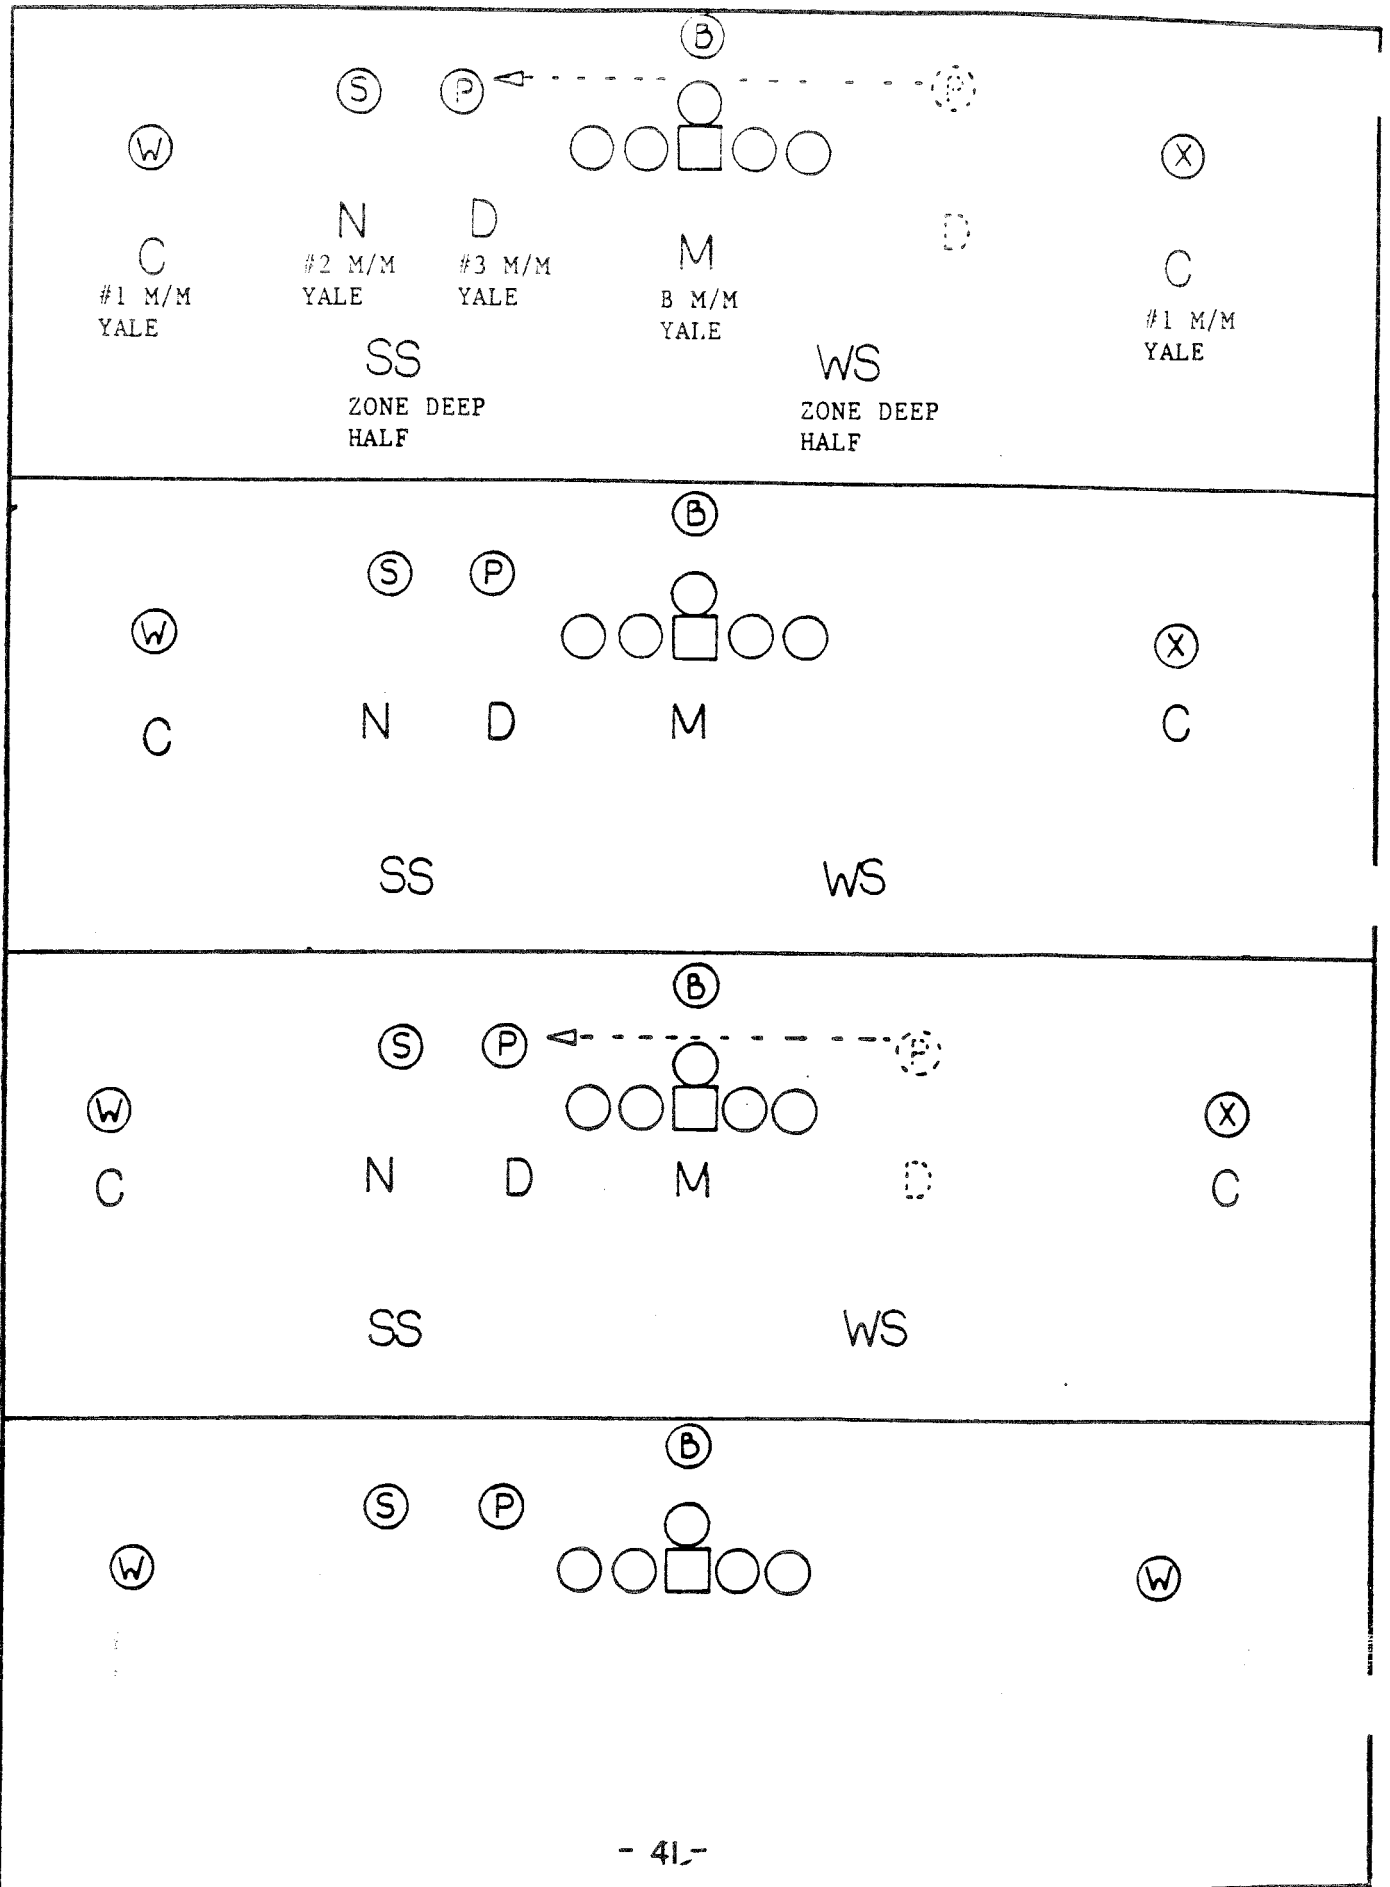 B
S P P
W X
N D D
C M C
#2 M/M #3 M/M
#1 M/M YALE YALE B M/M
YALE YALE #1 M/M
YALE
SS WS
ZONE DEEP ZONE DEEP
HALF HALF
B
S P
W X
C N D M C
SS WS
B
S P P
W X
C N D M D C
SS WS
B
S P
W W
- 41 -